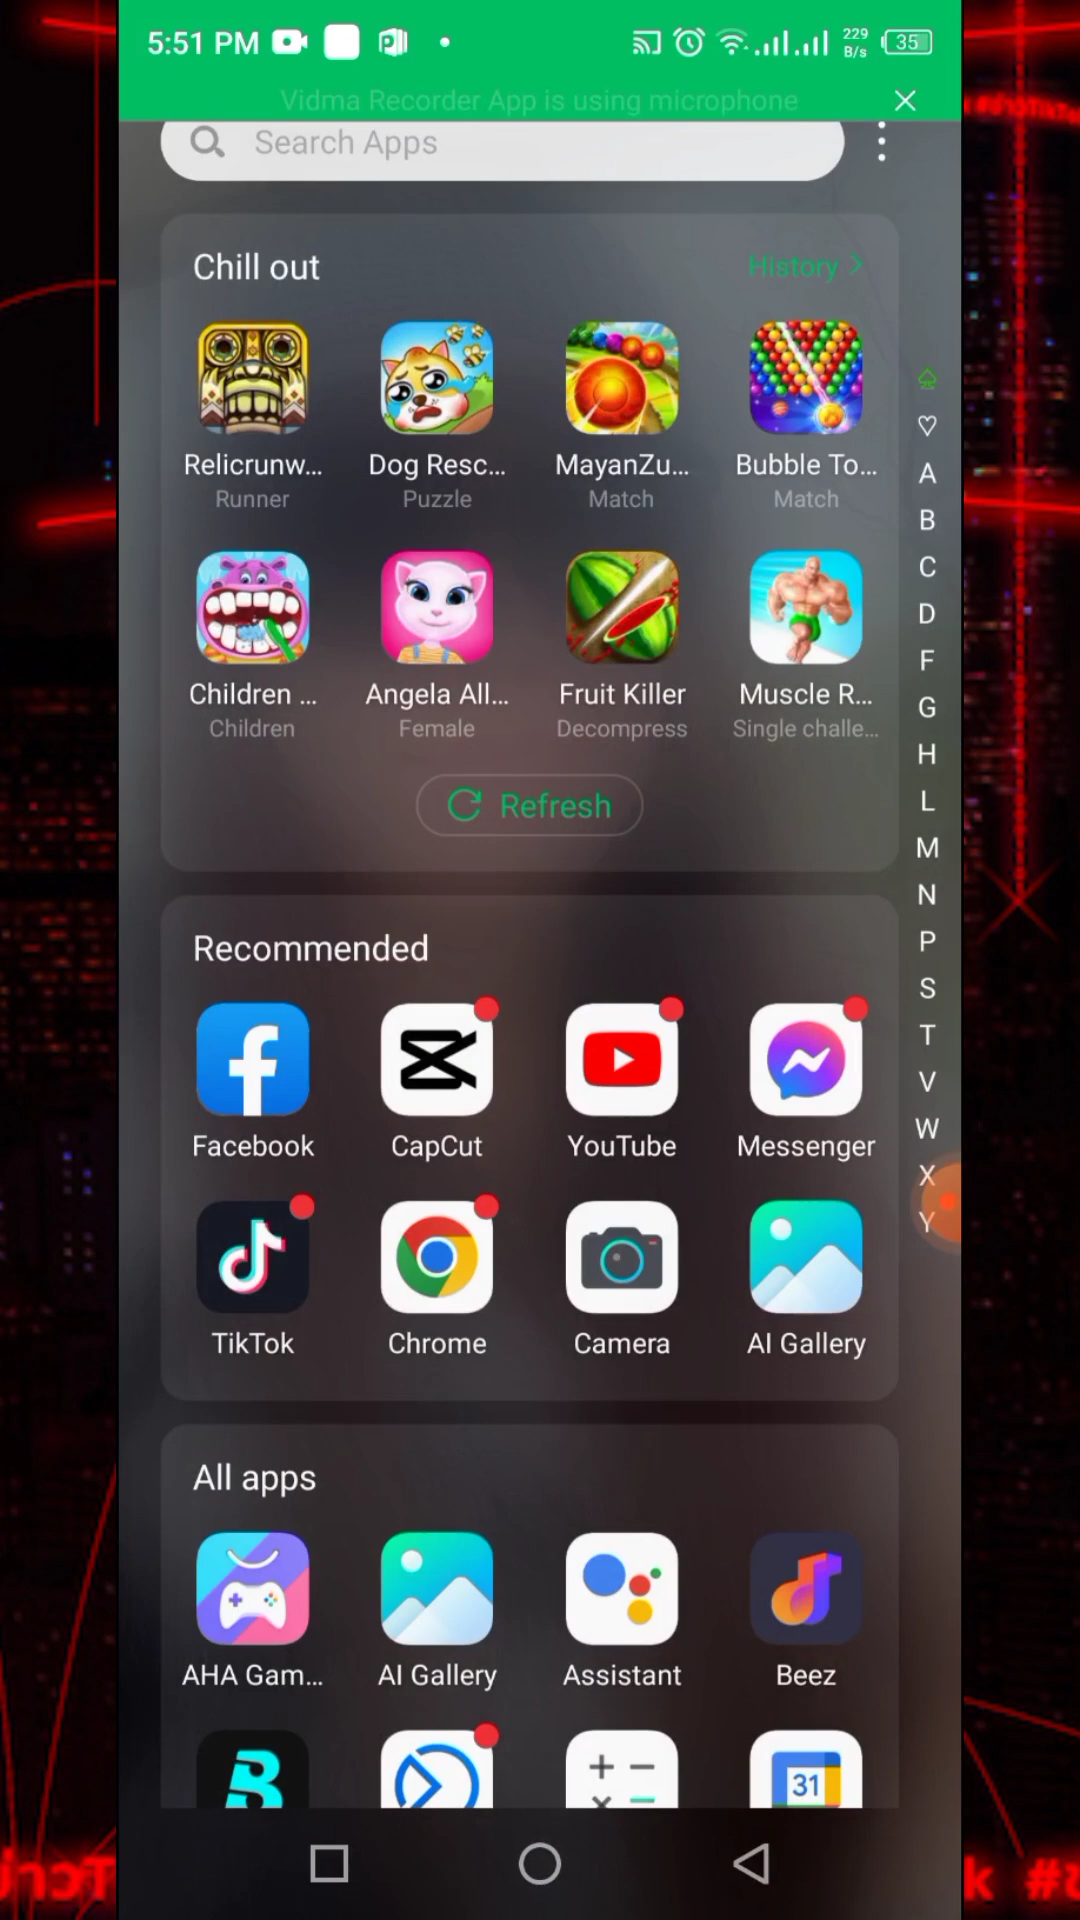 5:51 PM
229
B/s
35
Vidma Recorder App is using microphone
Search Apps
Chill out
History
Relicrunw...
Dog Resc...
MayanZu...
Bubble To...
Runner
Puzzle
Match
Match
Children ...
Angela All...
Fruit Killer
Muscle R...
Children
Female
Decompress
Single challe...
Refresh
Recommended
Facebook
CapCut
YouTube
Messenger
TikTok
Chrome
Camera
AI Gallery
All apps
AHA Gam...
AI Gallery
Assistant
Beez
31
A
B
C
D
F
G
H
L
M
N
P
S
T
V
W
X
Y
k #